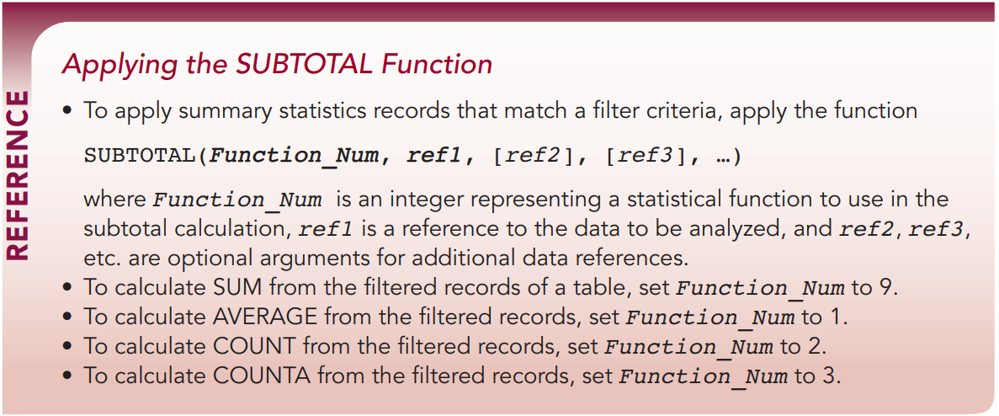 REFERENCE
Applying the SUBTOTAL Function
• To apply summary statistics records that match a filter criteria, apply the function
SUBTOTAL(Function_Num, ref1, [ref2], [ref3], …)
where Function_Num is an integer representing a statistical function to use in the
subtotal calculation, ref1 is a reference to the data to be analyzed, and ref2, ref3,
etc. are optional arguments for additional data references.
• To calculate SUM from the filtered records of a table, set Function_Num to 9.
• To calculate AVERAGE from the filtered records, set Function_Num to 1.
• To calculate COUNT from the filtered records, set Function_Num to 2.
• To calculate COUNTA from the filtered records, set Function_Num to 3.